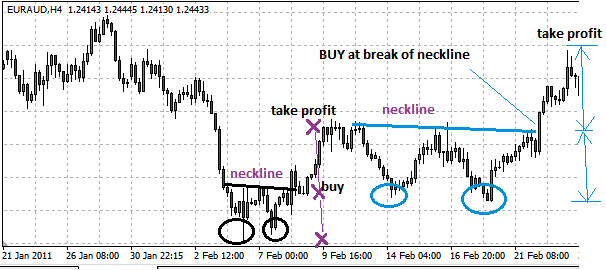 EURAUD,H4 1.24143 1.24445 1.24130 1.24433
take profit
BUY at break of neckline
take profit
neckline
neckline
buy
21 Jan 2011 26 Jan 08:00 30 Jan 22:15 2 Feb 12:00 7 Feb 00:00 9 Feb 16:00 14 Feb 04:00 16 Feb 20:00 21 Feb 08:00